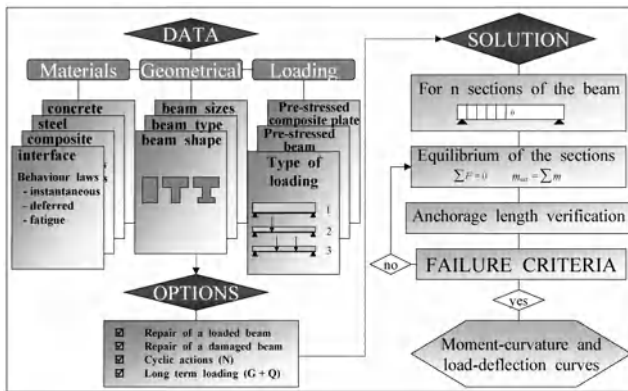 DATA
Materials
Geometrical
Loading
concrete
steel
composite
interface
Behaviour laws
- instantaneous
- deferred
- fatigue
beam sizes
beam type
beam shape
Pre-stressed
composite plate
Pre-stressed
beam
Type of
loading
1
2
3
OPTIONS
Repair of a loaded beam
Repair of a damaged beam
Cyclic actions (N)
Long term loading (G + Q)
SOLUTION
For n sections of the beam
Equilibrium of the sections
∑F = 0
= ∑m
Anchorage length verification
no
FAILURE CRITERIA
yes
Moment-curvature and
load-deflection curves